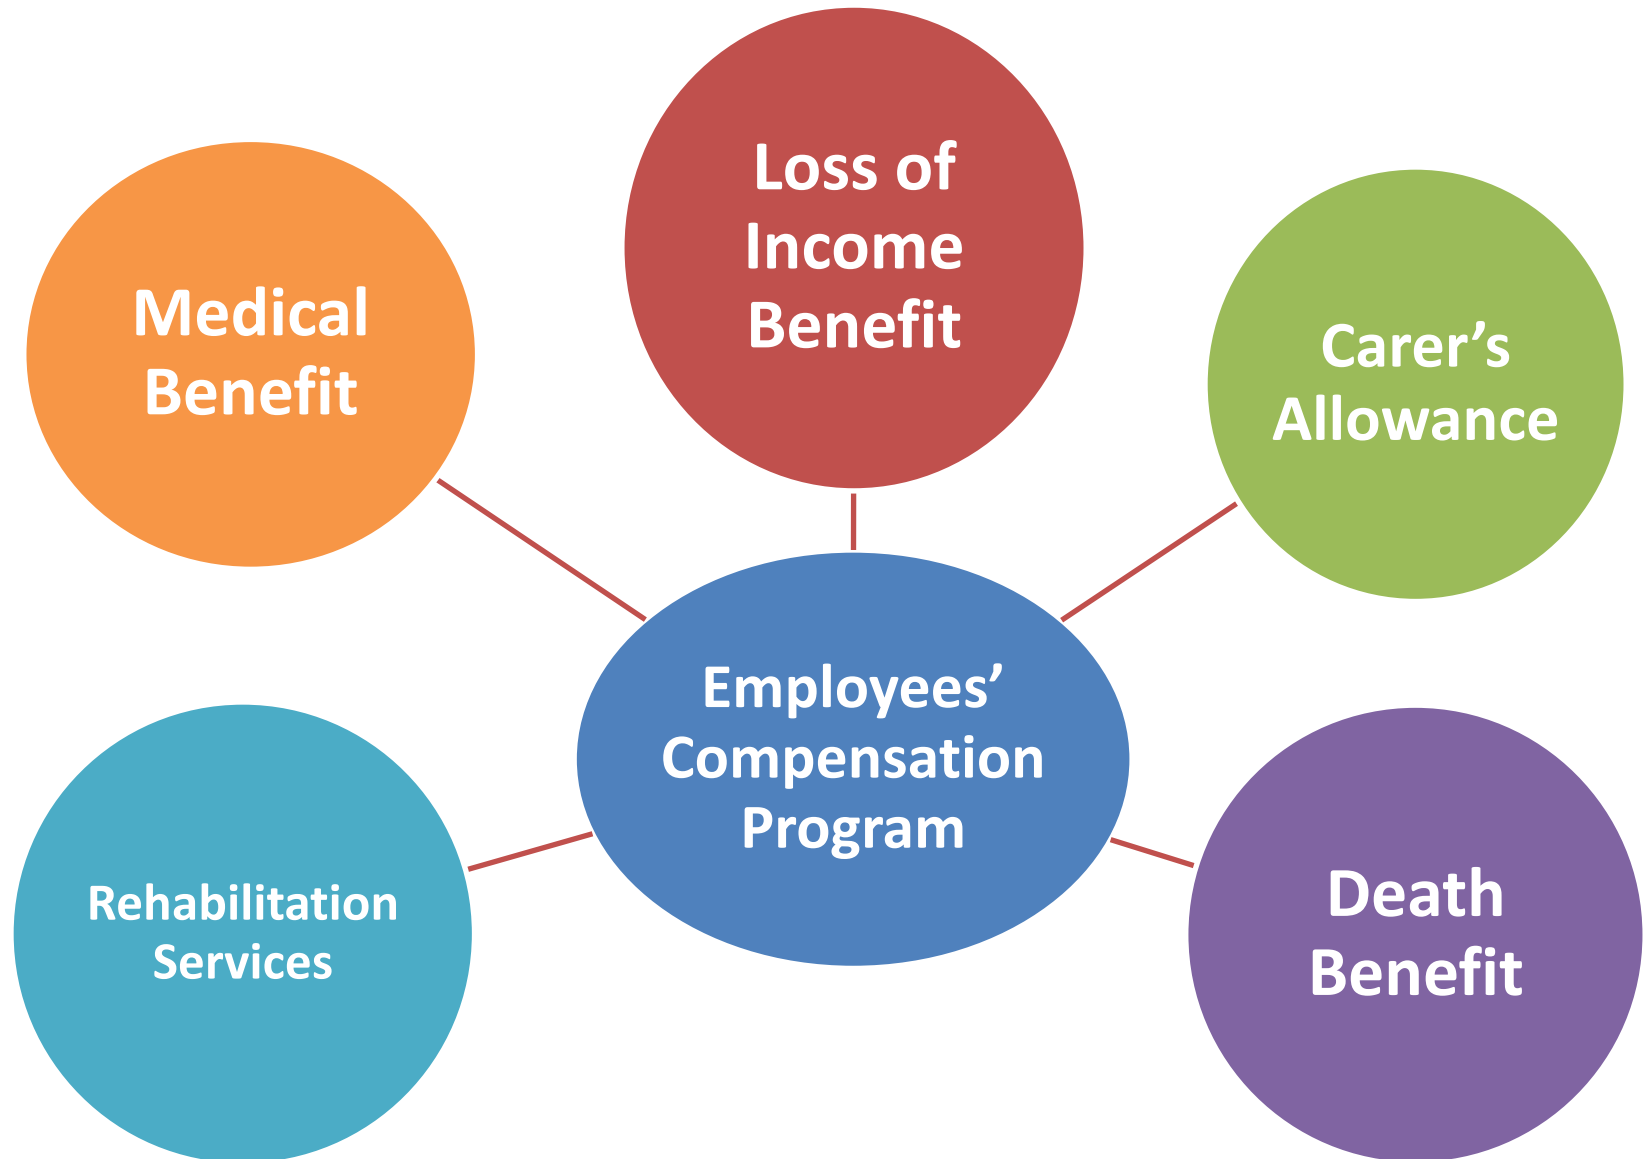 Loss of
Income
Benefit
Medical
Benefit
Carer’s
Allowance
Employees’
Compensation
Program
Rehabilitation
Services
Death
Benefit